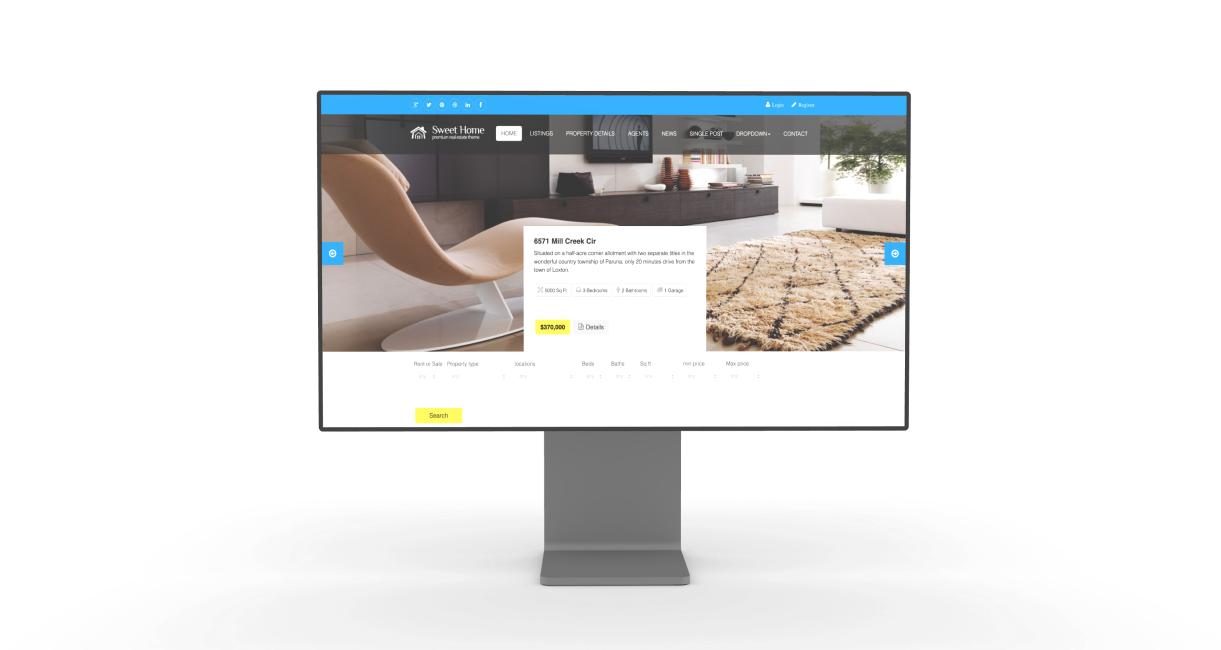 Login Register
Sweet Home
premium real estate theme
HOME LISTINGS PROPERTY DETAILS AGENTS NEWS SINGLE POST DROPDOWN CONTACT
6571 Mill Creek Cir
Situated on a half-acre corner allotment with two separate titles in the
wonderful country township of Paruna, only 20 minutes drive from the
town of Loxton.
5000 Sq Ft 3 Bedrooms 2 Bathrooms 1 Garage
$370,000 Details
Rent or Sale Property type locations Beds Baths Sq ft min price Max price
Search